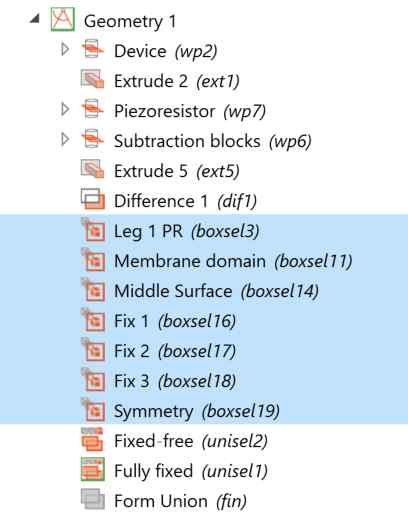 Geometry 1
Device (wp2)
Extrude 2 (ext1)
Piezoresistor (wp7)
Subtraction blocks (wp6)
Extrude 5 (ext5)
Difference 1 (dif1)
Leg 1 PR (boxsel3)
Membrane domain (boxsel11)
Middle Surface (boxsel14)
Fix 1 (boxsel16)
Fix 2 (boxsel17)
Fix 3 (boxsel18)
Symmetry (boxsel19)
Fixed-free (unisel2)
Fully fixed (unisel1)
Form Union (fin)